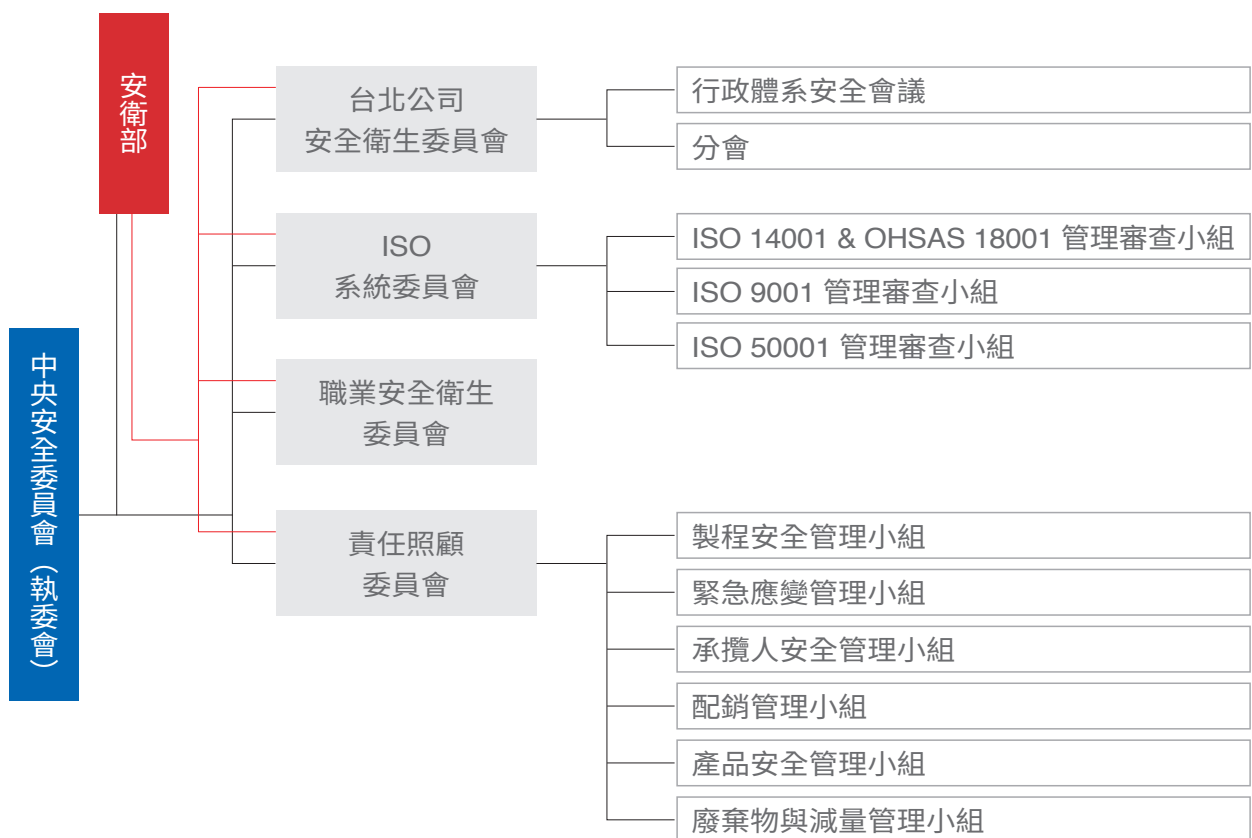 安衛部
中央安全委員會（執委會）
台北公司
安全衛生委員會
行政體系安全會議
分會
ISO
系統委員會
ISO 14001 & OHSAS 18001 管理審查小組
ISO 9001 管理審查小組
ISO 50001 管理審查小組
職業安全衛生
委員會
責任照顧
委員會
製程安全管理小組
緊急應變管理小組
承攬人安全管理小組
配銷管理小組
產品安全管理小組
廢棄物與減量管理小組